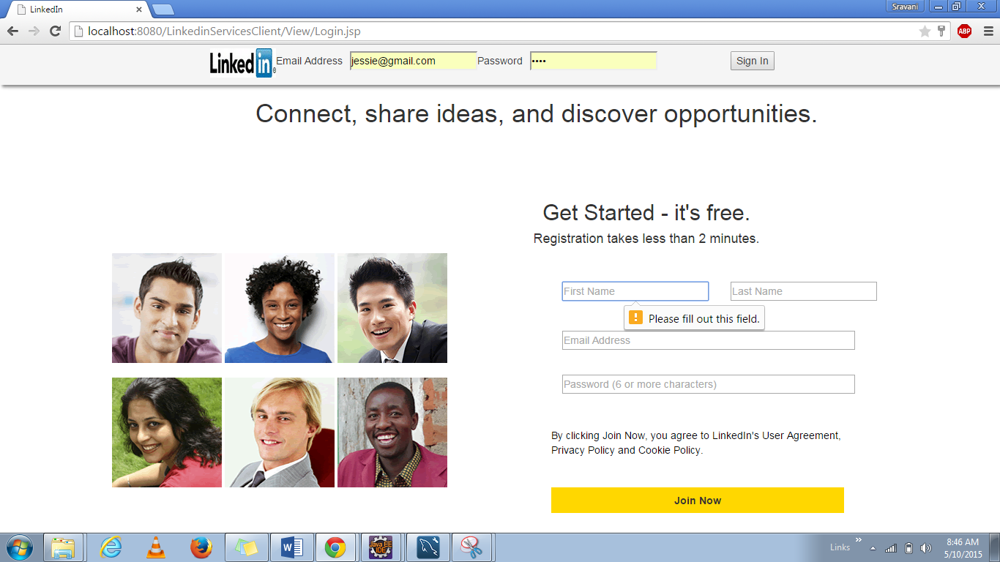 LinkedIn
Sravani
localhost:8080/LinkedinServicesClient/View/Login.jsp
ABP
Linked in ® Email Address jessie@gmail.com Password •••• Sign In
Connect, share ideas, and discover opportunities.
Get Started - it's free.
Registration takes less than 2 minutes.
First Name Last Name
Please fill out this field.
Email Address
Password (6 or more characters)
By clicking Join Now, you agree to LinkedIn's User Agreement,
Privacy Policy and Cookie Policy.
Join Now
Java EE
IDE
Links »
8:46 AM
5/10/2015